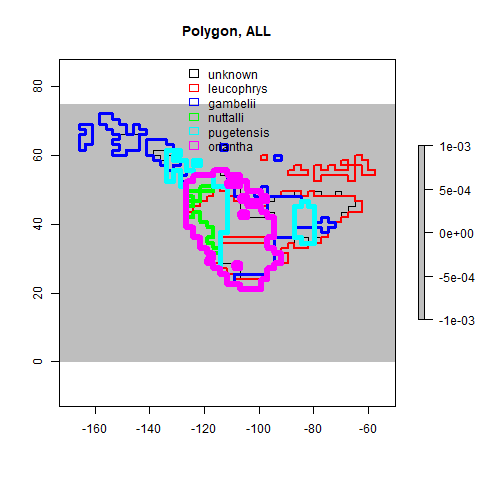 Polygon, ALL
unknown
leucophrys
gambelii
nuttalli
pugetensis
oriantha
80
60
40
20
0
-160
-140
-120
-100
-80
-60
1e-03
5e-04
0e+00
-5e-04
-1e-03